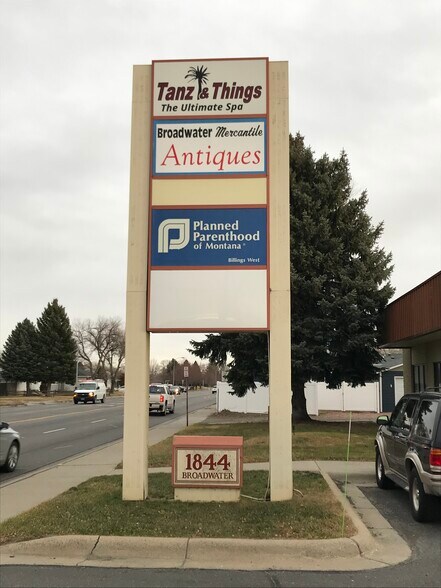 Tanz & Things
The Ultimate Spa
Broadwater Mercantile
Antiques
Planned
Parenthood
of Montana
Billings West
1844
BROADWATER